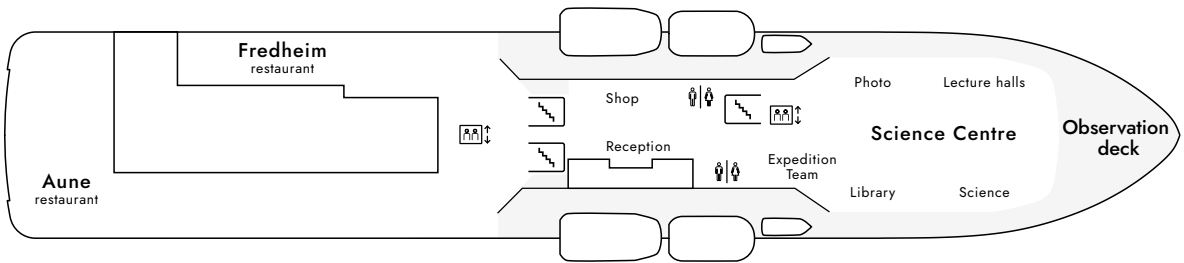 Fredheim
restaurant
Aune
restaurant
Shop
Reception
Expedition
Team
Photo
Lecture halls
Science Centre
Library
Science
Observation
deck